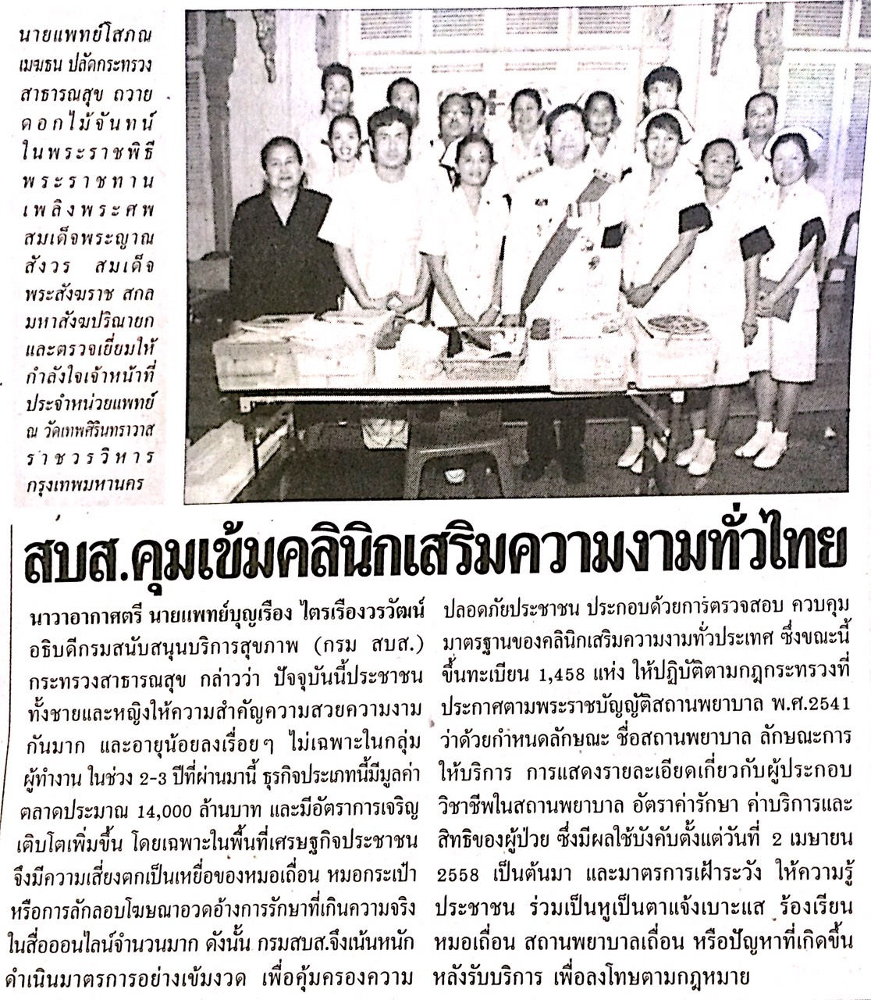 นายแพทย์โสภณ
เมฆธน ปลัดกระทรวง
สาธารณสุข ถวาย
ดอกไม้จันทน์
ในพระราชพิธี
พระราชทาน
เพลิงพระศพ
สมเด็จพระญาณ
สังวร สมเด็จ
พระสังฆราช สกล
มหาสังฆปริณายก
และตรวจเยี่ยมให้
กำลังใจเจ้าหน้าที่
ประจำหน่วยแพทย์
ณ วัดเทพศิรินทราวาส
ราชวรวิหาร
กรุงเทพมหานคร
สบส.คุมเข้มคลินิกเสริมความงามทั่วไทย
นาวาอากาศตรี นายแพทย์บุญเรือง ไตรเรืองวรวัฒน์
อธิบดีกรมสนับสนุนบริการสุขภาพ (กรม สบส.)
กระทรวงสาธารณสุข กล่าวว่า ปัจจุบันนี้ประชาชน
ทั้งชายและหญิงให้ความสำคัญความสวยความงาม
กันมาก และอายุน้อยลงเรื่อยๆ ไม่เฉพาะในกลุ่ม
ผู้ทำงาน ในช่วง 2-3 ปีที่ผ่านมานี้ ธุรกิจประเภทนี้มีมูลค่า
ตลาดประมาณ 14,000 ล้านบาท และมีอัตราการเจริญ
เติบโตเพิ่มขึ้น โดยเฉพาะในพื้นที่เศรษฐกิจประชาชน
จึงมีความเสี่ยงตกเป็นเหยื่อของหมอเถื่อน หมอกระเป๋า
หรือการลักลอบโฆษณาอวดอ้างการรักษาที่เกินความจริง
ในสื่อออนไลน์จำนวนมาก ดังนั้น กรมสบส.จึงเน้นหนัก
ดำเนินมาตรการอย่างเข้มงวด เพื่อคุ้มครองความ
ปลอดภัยประชาชน ประกอบด้วยการตรวจสอบ ควบคุม
มาตรฐานของคลินิกเสริมความงามทั่วประเทศ ซึ่งขณะนี้
ขึ้นทะเบียน 1,458 แห่ง ให้ปฏิบัติตามกฎกระทรวงที่
ประกาศตามพระราชบัญญัติสถานพยาบาล พ.ศ.2541
ว่าด้วยกำหนดลักษณะ ชื่อสถานพยาบาล ลักษณะการ
ให้บริการ การแสดงรายละเอียดเกี่ยวกับผู้ประกอบ
วิชาชีพในสถานพยาบาล อัตราค่ารักษา ค่าบริการและ
สิทธิของผู้ป่วย ซึ่งมีผลใช้บังคับตั้งแต่วันที่ 2 เมษายน
2558 เป็นต้นมา และมาตรการเฝ้าระวัง ให้ความรู้
ประชาชน ร่วมเป็นหูเป็นตาแจ้งเบาะแส ร้องเรียน
หมอเถื่อน สถานพยาบาลเถื่อน หรือปัญหาที่เกิดขึ้น
หลังรับบริการ เพื่อลงโทษตามกฎหมาย